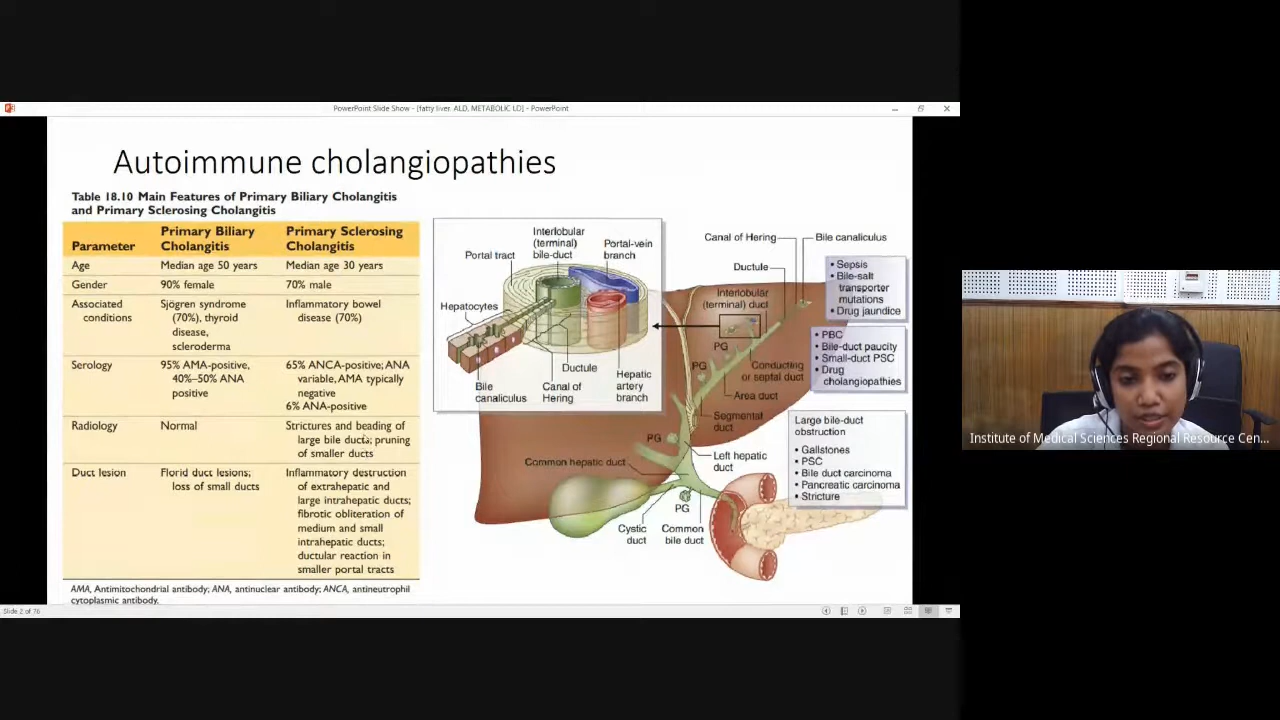 PowerPoint Slide Show - [fatty liver. ALD, METABOLIC LD] - PowerPoint
Autoimmune cholangiopathies
Table 18.10 Main Features of Primary Biliary Cholangitis
and Primary Sclerosing Cholangitis
Parameter
Primary Biliary
Cholangitis
Primary Sclerosing
Cholangitis
Age
Median age 50 years
Median age 30 years
Gender
90% female
70% male
Associated
conditions
Sjögren syndrome
(70%), thyroid
disease,
scleroderma
Inflammatory bowel
disease (70%)
Serology
95% AMA-positive,
40%–50% ANA
positive
65% ANCA-positive; ANA
variable, AMA typically
negative
6% ANA-positive
Radiology
Normal
Strictures and beading of
large bile ducts; pruning
of smaller ducts
Duct lesion
Florid duct lesions;
loss of small ducts
Inflammatory destruction
of extrahepatic and
large intrahepatic ducts;
fibrotic obliteration of
medium and small
intrahepatic ducts;
ductular reaction in
smaller portal tracts
AMA, Antimitochondrial antibody; ANA, antinuclear antibody; ANCA, antineutrophil
cytoplasmic antibody.
Interlobular
(terminal)
bile-duct
Portal-vein
branch
Portal tract
Hepatocytes
Ductule
Bile
canaliculus
Canal of
Hering
Hepatic
artery
branch
Canal of Hering
Bile canaliculus
Ductule
Interlobular
(terminal) duct
PG
PG
Conducting
or septal duct
Area duct
Segmental
duct
PG
Left hepatic
duct
Common hepatic duct
PG
Cystic
duct
Common
bile duct
• Sepsis
• Bile-salt
transporter
mutations
• Drug jaundice
• PBC
• Bile-duct paucity
• Small-duct PSC
• Drug
cholangiopathies
Large bile-duct
obstruction
• Gallstones
• PSC
• Bile duct carcinoma
• Pancreatic carcinoma
• Stricture
Slide 2 of 76
Institute of Medical Sciences Regional Resource Cen...